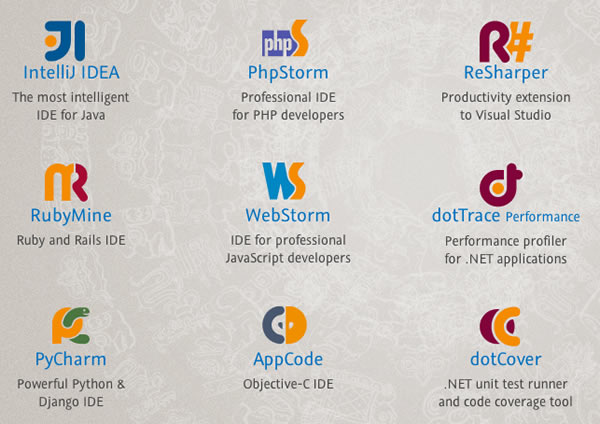 php
IntelliJ IDEA
The most intelligent
IDE for Java
PhpStorm
Professional IDE
for PHP developers
R#
ReSharper
Productivity extension
to Visual Studio
RubyMine
Ruby and Rails IDE
WS
WebStorm
IDE for professional
JavaScript developers
dotTrace Performance
Performance profiler
for .NET applications
PyCharm
Powerful Python &
Django IDE
AppCode
Objective-C IDE
dotCover
.NET unit test runner
and code coverage tool